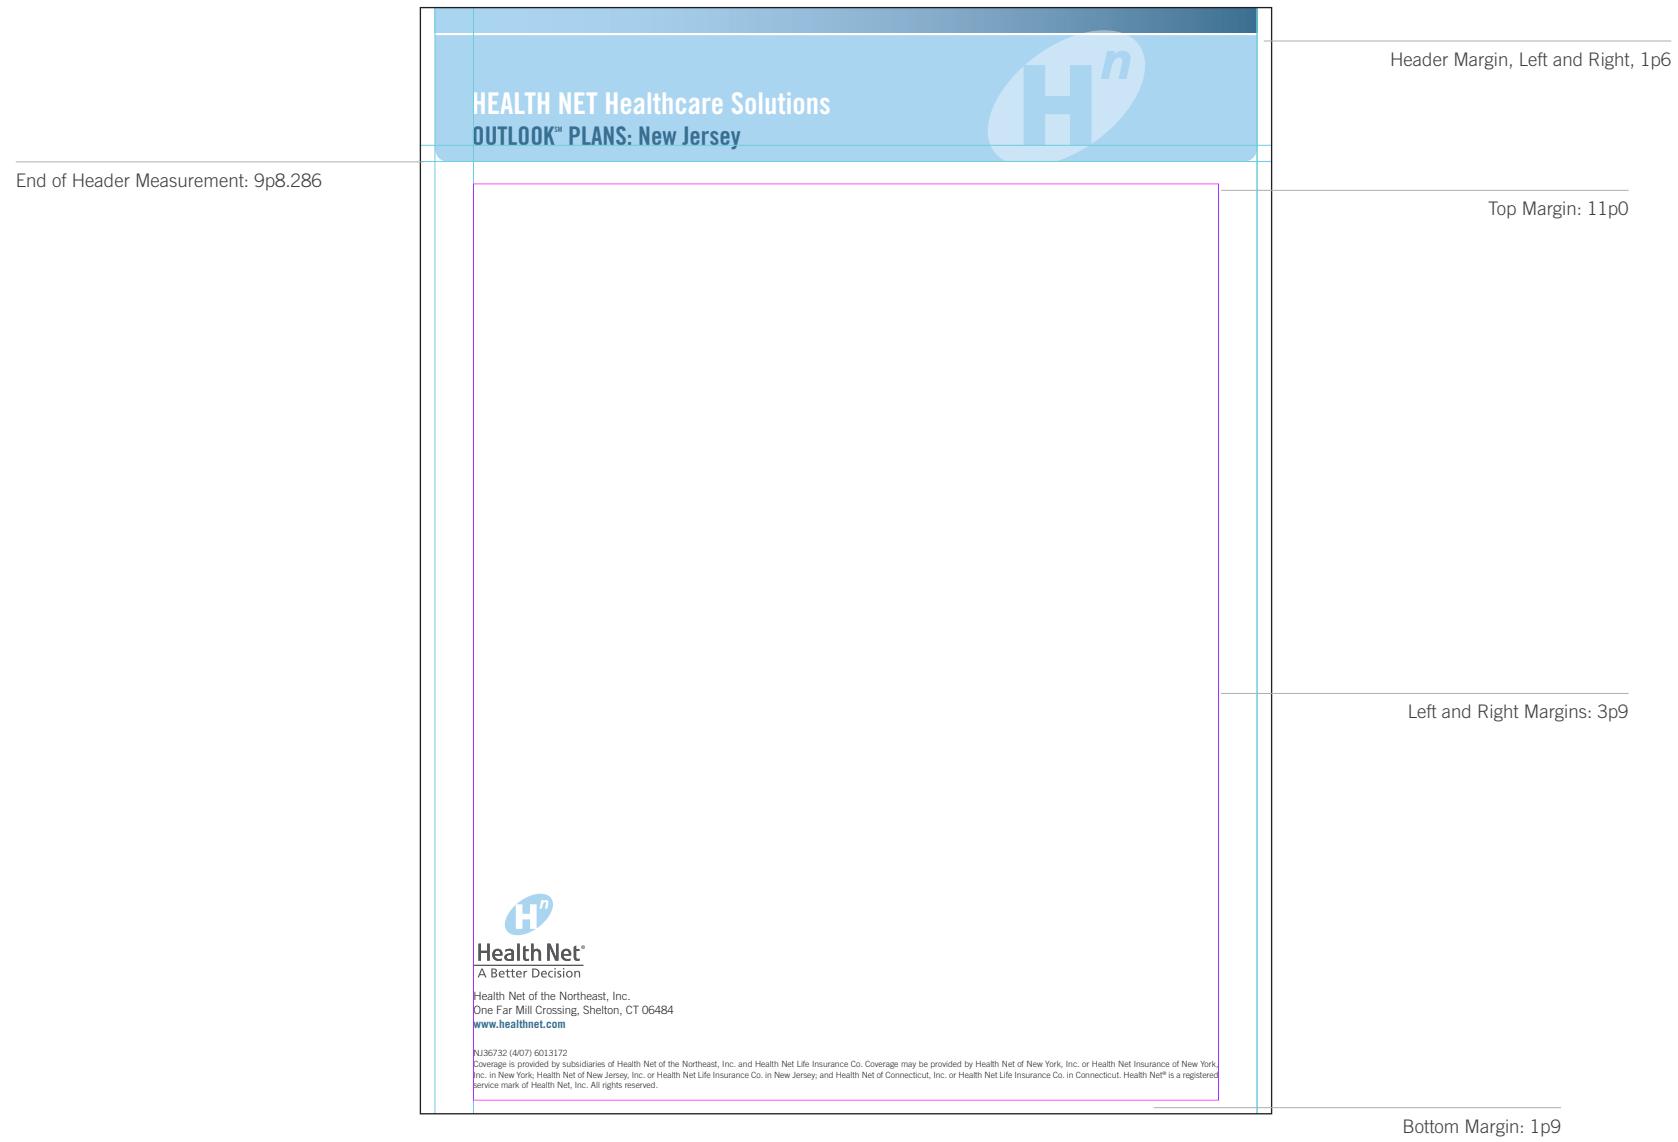 Header Margin, Left and Right, 1p6
Hn
HEALTH NET Healthcare Solutions
OUTLOOK℠ PLANS: New Jersey
End of Header Measurement: 9p8.286
Top Margin: 11p0
Left and Right Margins: 3p9
Hn
Health Net®
A Better Decision
Health Net of the Northeast, Inc.
One Far Mill Crossing, Shelton, CT 06484
www.healthnet.com
NJ36732 (4/07) 6013172
Coverage is provided by subsidiaries of Health Net of the Northeast, Inc. and Health Net Life Insurance Co. Coverage may be provided by Health Net of New York, Inc. or Health Net Insurance of New York,
Inc. in New York; Health Net of New Jersey, Inc. or Health Net Life Insurance Co. in New Jersey; and Health Net of Connecticut, Inc. or Health Net Life Insurance Co. in Connecticut. Health Net® is a registered
service mark of Health Net, Inc. All rights reserved.
Bottom Margin: 1p9